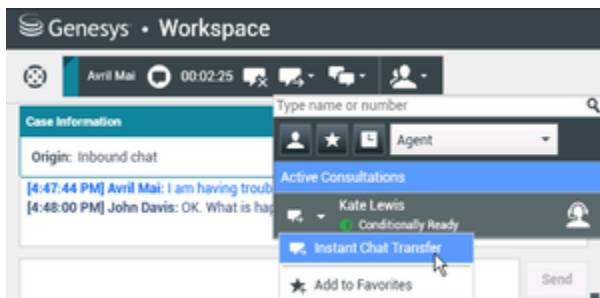 Genesys • Workspace
Avril Mai 00:02:25
Type name or number
Agent
Case Information
Origin: Inbound chat
Active Consultations
[4:47:44 PM] Avril Mai: I am having troub
[4:48:00 PM] John Davis: OK. What is hap
Kate Lewis
Conditionally Ready
Instant Chat Transfer
Add to Favorites
Send